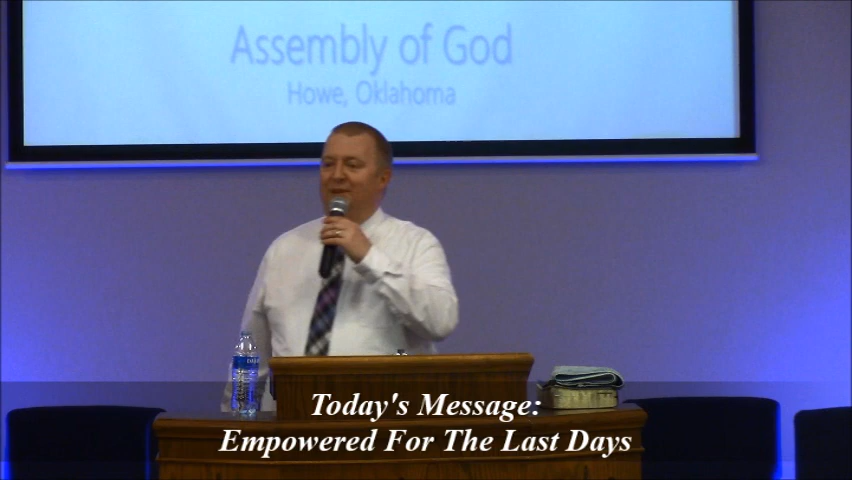 Assembly of God
Howe, Oklahoma
Today's Message:
Empowered For The Last Days